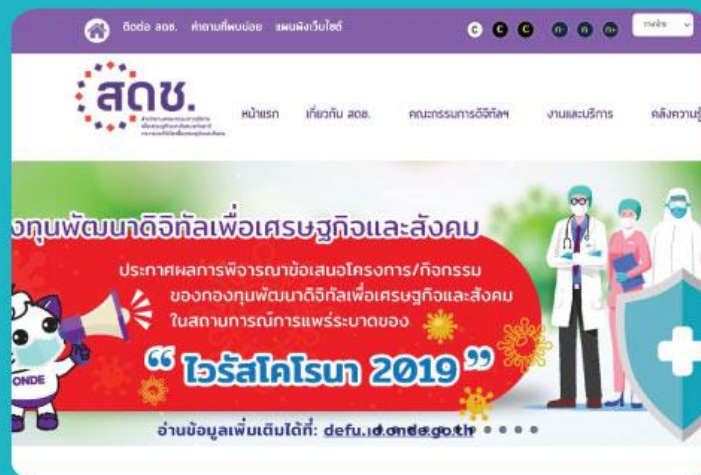 ติดต่อ สดช. คำถามที่พบบ่อย แผนผังเว็บไซต์
C C C ก- ก ก+ ภาษาไทย
สดช.
หน้าแรก เกี่ยวกับ สดช. คณะกรรมการดิจิทัลฯ งานและบริการ คลังความรู้
องทุนพัฒนาดิจิทัลเพื่อเศรษฐกิจและสังคม
ประกาศผลการพิจารณาข้อเสนอโครงการ/กิจกรรม
ของกองทุนพัฒนาดิจิทัลเพื่อเศรษฐกิจและสังคม
ในสถานการณ์การแพร่ระบาดของ
“ ไวรัสโคโรนา 2019 ”
ONDE
อ่านข้อมูลเพิ่มเติมได้ที่: defu.onde.go.th